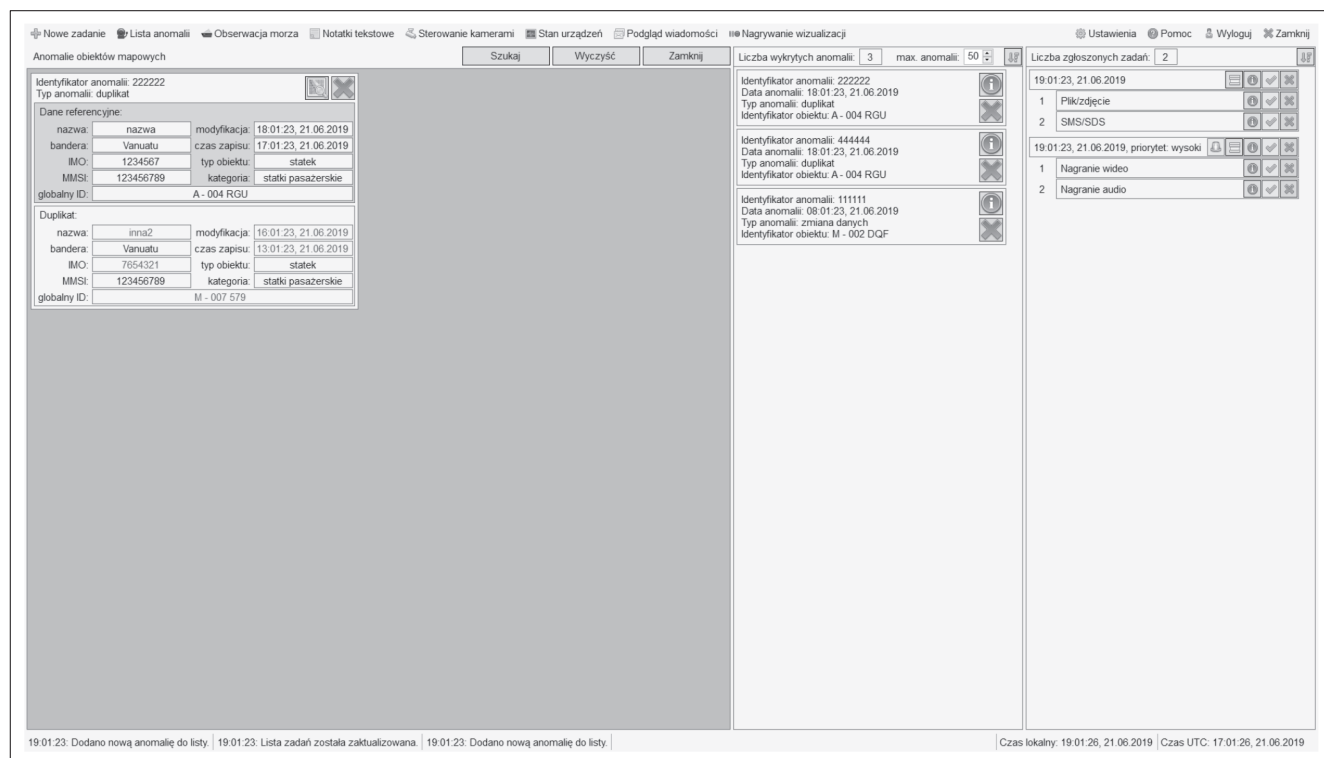 Nowe zadanie Lista anomalii Obserwacja morza Notatki tekstowe Sterowanie kamerami Stan urządzeń Podgląd wiadomości Nagrywanie wizualizacji Ustawienia Pomoc Wyloguj Zamknij
Anomalie obiektów mapowych Szukaj Wyczyść Zamknij
Identyfikator anomalii: 222222
Typ anomalii: duplikat
Dane referencyjne:
nazwa: nazwa modyfikacja: 18:01:23, 21.06.2019
bandera: Vanuatu czas zapisu: 17:01:23, 21.06.2019
IMO: 1234567 typ obiektu: statek
MMSI: 123456789 kategoria: statki pasażerskie
globalny ID: A - 004 RGU
Duplikat:
nazwa: inna2 modyfikacja: 16:01:23, 21.06.2019
bandera: Vanuatu czas zapisu: 13:01:23, 21.06.2019
IMO: 7654321 typ obiektu: statek
MMSI: 123456789 kategoria: statki pasażerskie
globalny ID: M - 007 579
Liczba wykrytych anomalii: 3 max. anomalii: 50
Identyfikator anomalii: 222222
Data anomalii: 18:01:23, 21.06.2019
Typ anomalii: duplikat
Identyfikator obiektu: A - 004 RGU
Identyfikator anomalii: 444444
Data anomalii: 18:01:23, 21.06.2019
Typ anomalii: duplikat
Identyfikator obiektu: A - 004 RGU
Identyfikator anomalii: 111111
Data anomalii: 08:01:23, 21.06.2019
Typ anomalii: zmiana danych
Identyfikator obiektu: M - 002 DQF
Liczba zgłoszonych zadań: 2
19:01:23, 21.06.2019
1 Plik/zdjęcie
2 SMS/SDS
19:01:23, 21.06.2019, priorytet: wysoki
1 Nagranie wideo
2 Nagranie audio
19:01:23: Dodano nową anomalię do listy. 19:01:23: Lista zadań została zaktualizowana. 19:01:23: Dodano nową anomalię do listy. Czas lokalny: 19:01:26, 21.06.2019 Czas UTC: 17:01:26, 21.06.2019